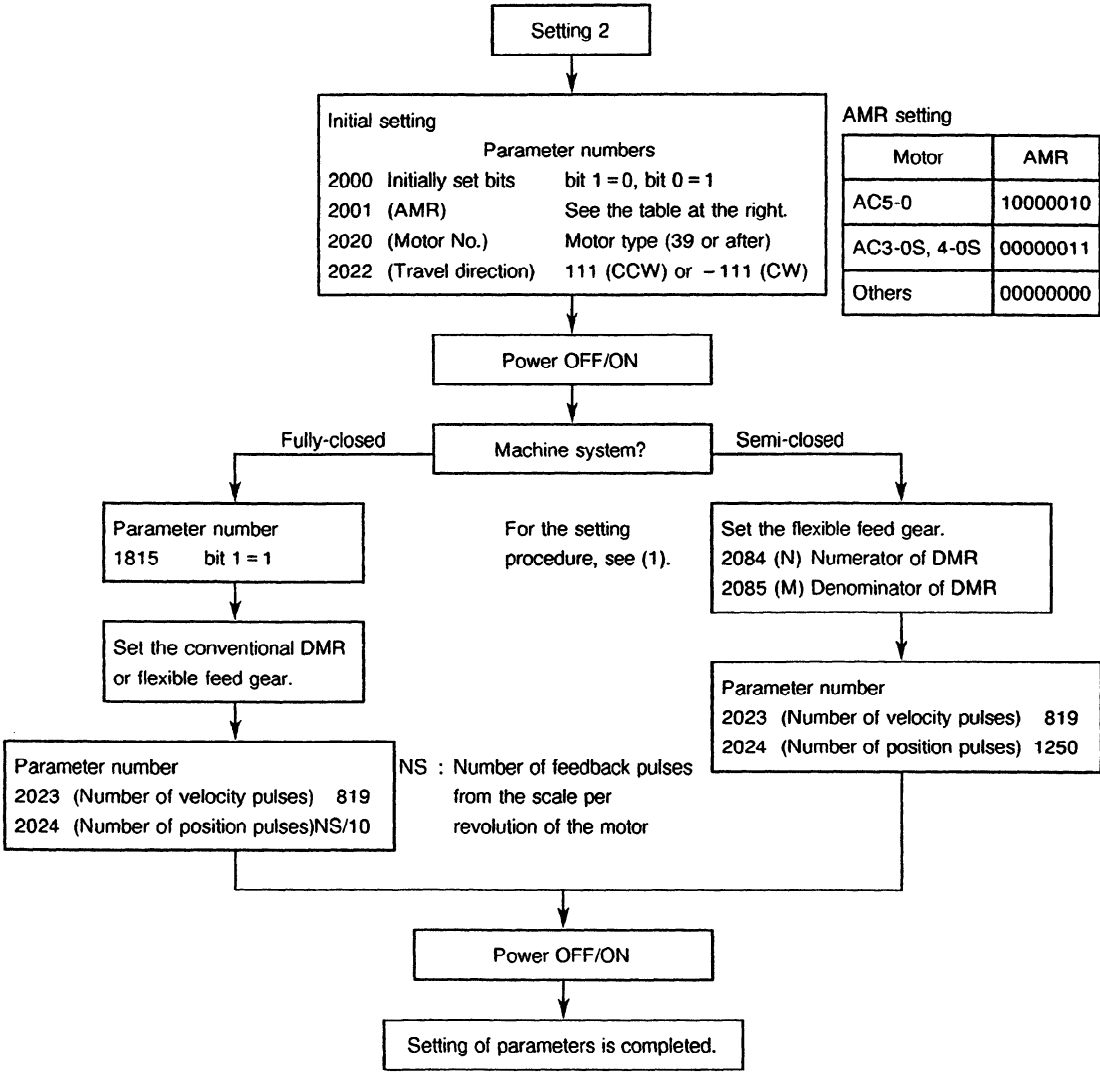 Setting 2
Initial setting
Parameter numbers
2000 Initially set bits bit 1 = 0, bit 0 = 1
2001 (AMR) See the table at the right.
2020 (Motor No.) Motor type (39 or after)
2022 (Travel direction) 111 (CCW) or −111 (CW)
AMR setting
Motor AMR
AC5-0 10000010
AC3-0S, 4-0S 00000011
Others 00000000
Power OFF/ON
Machine system?
Fully-closed
Semi-closed
Parameter number
1815 bit 1 = 1
Set the conventional DMR
or flexible feed gear.
Parameter number
2023 (Number of velocity pulses) 819
2024 (Number of position pulses)NS/10
For the setting
procedure, see (1).
NS : Number of feedback pulses
from the scale per
revolution of the motor
Set the flexible feed gear.
2084 (N) Numerator of DMR
2085 (M) Denominator of DMR
Parameter number
2023 (Number of velocity pulses) 819
2024 (Number of position pulses) 1250
Power OFF/ON
Setting of parameters is completed.